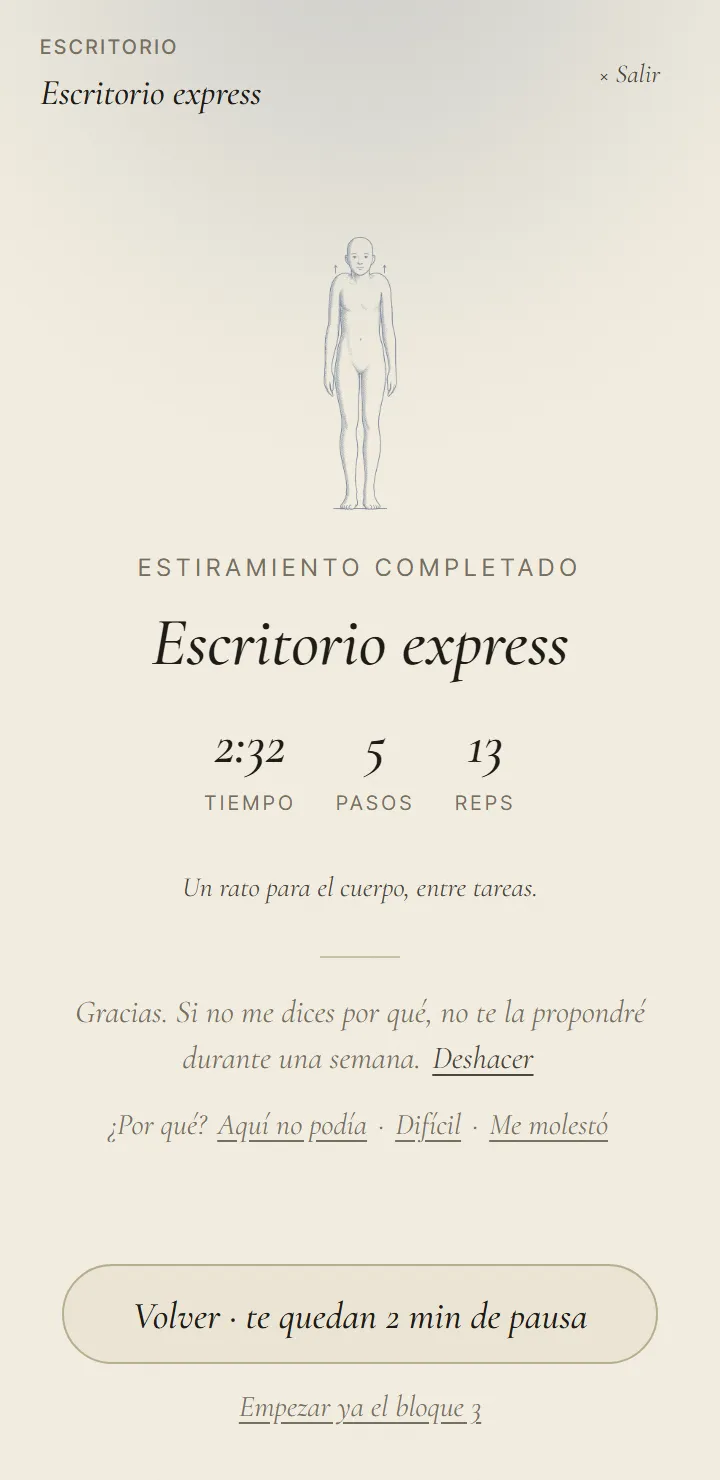 ESCRITORIO
Escritorio express
× Salir
ESTIRAMIENTO COMPLETADO
Escritorio express
2:32 5 13
TIEMPO PASOS REPS
Un rato para el cuerpo, entre tareas.
Gracias. Si no me dices por qué, no te la propondré
durante una semana. Deshacer
¿Por qué? Aquí no podía · Difícil · Me molestó
Volver · te quedan 2 min de pausa
Empezar ya el bloque 3